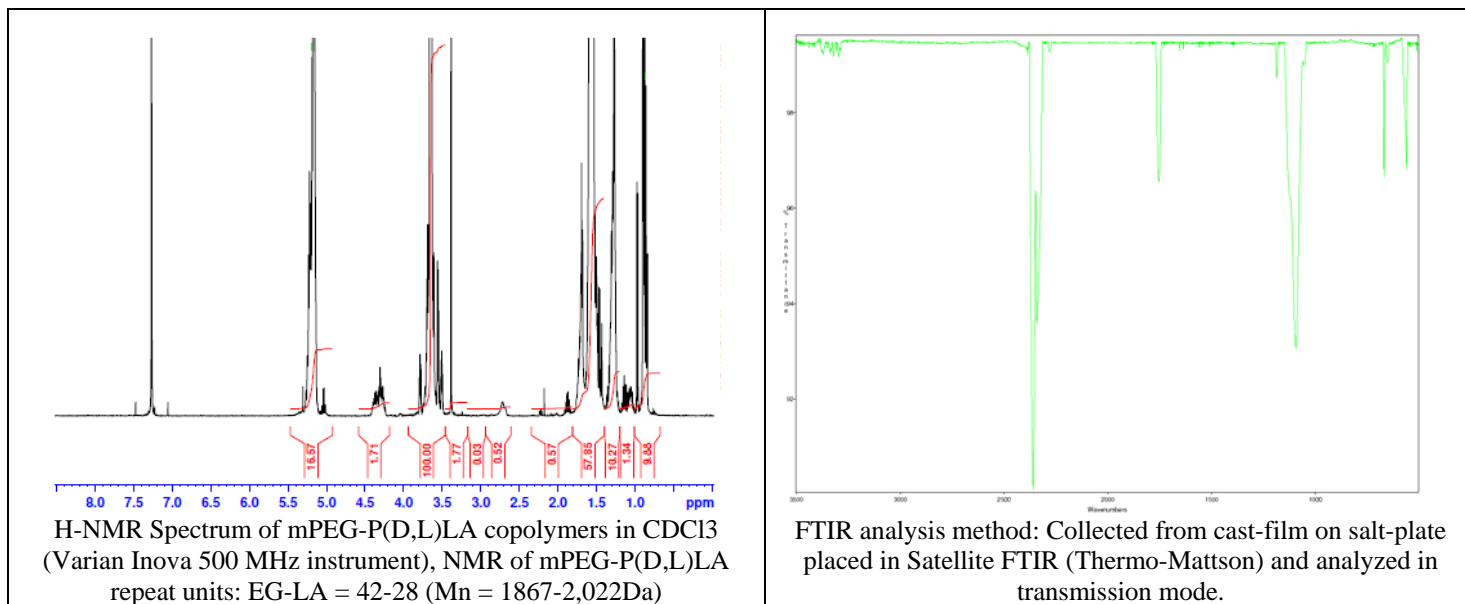 16.57
1.71
100.00
1.77
0.03
0.52
0.57
57.85
10.27
1.34
9.88
8.0 7.5 7.0 6.5 6.0 5.5 5.0 4.5 4.0 3.5 3.0 2.5 2.0 1.5 1.0 ppm
H-NMR Spectrum of mPEG-P(D,L)LA copolymers in CDCl3
(Varian Inova 500 MHz instrument), NMR of mPEG-P(D,L)LA
repeat units: EG-LA = 42-28 (Mn = 1867-2,022Da)
98
96
94
92
3500 3000 2500 2000 1500 1000
Wavenumbers
FTIR analysis method: Collected from cast-film on salt-plate
placed in Satellite FTIR (Thermo-Mattson) and analyzed in
transmission mode.